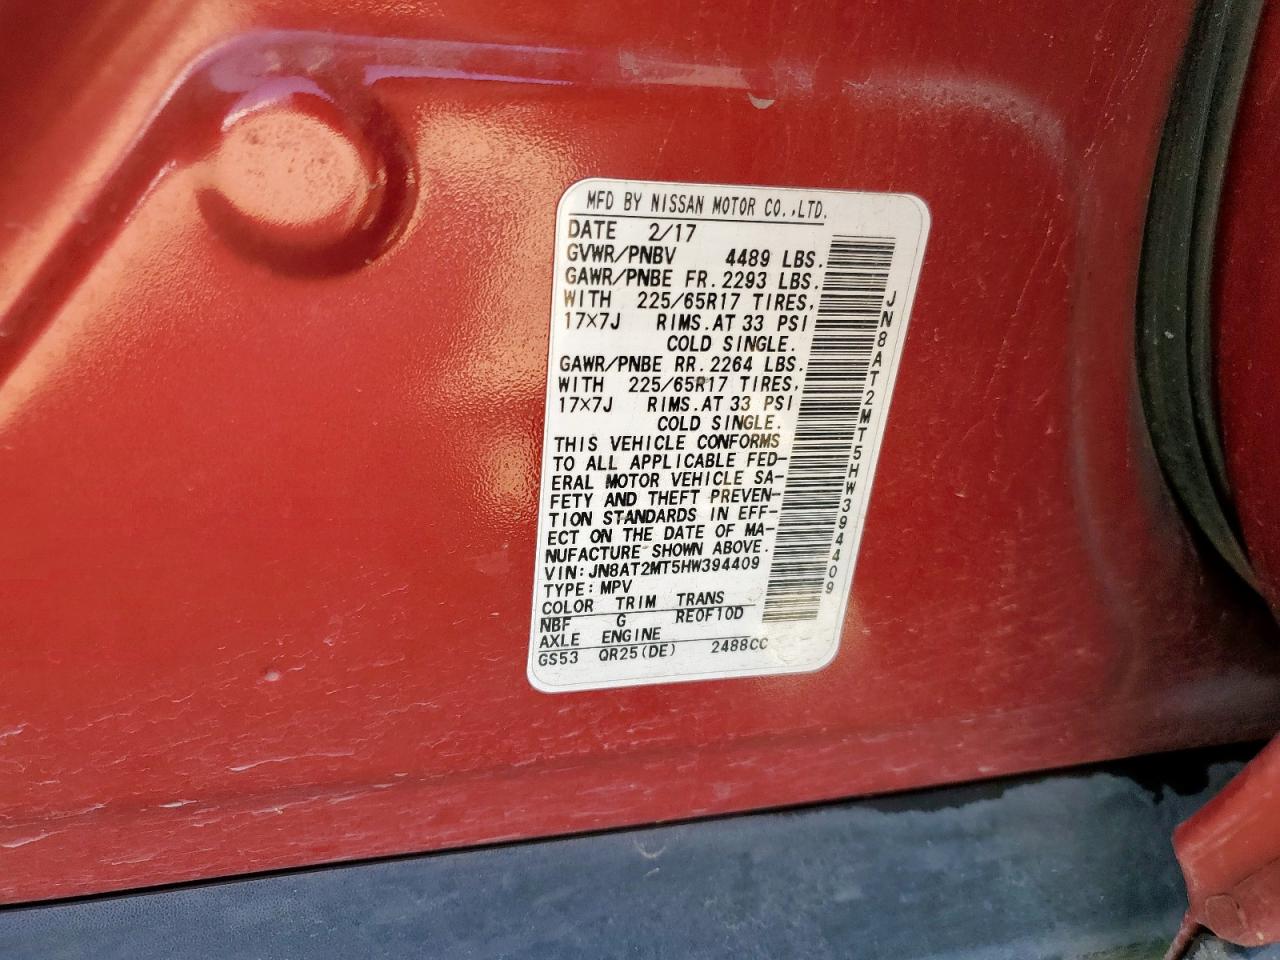 MFD BY NISSAN MOTOR CO.,LTD.
DATE 2/17
GVWR/PNBV 4489 LBS.
GAWR/PNBE FR. 2293 LBS.
WITH 225/65R17 TIRES,
17×7J RIMS.AT 33 PSI
COLD SINGLE.
GAWR/PNBE RR. 2264 LBS.
WITH 225/65R17 TIRES,
17×7J RIMS.AT 33 PSI
COLD SINGLE.
THIS VEHICLE CONFORMS
TO ALL APPLICABLE FED-
ERAL MOTOR VEHICLE SA-
FETY AND THEFT PREVEN-
TION STANDARDS IN EFF-
ECT ON THE DATE OF MA-
NUFACTURE SHOWN ABOVE.
VIN:JN8AT2MT5HW394409
TYPE:MPV
COLOR TRIM TRANS
NBF G RE0F10D
AXLE ENGINE
GS53 QR25(DE) 2488CC
JN8AT2MT5HW394409